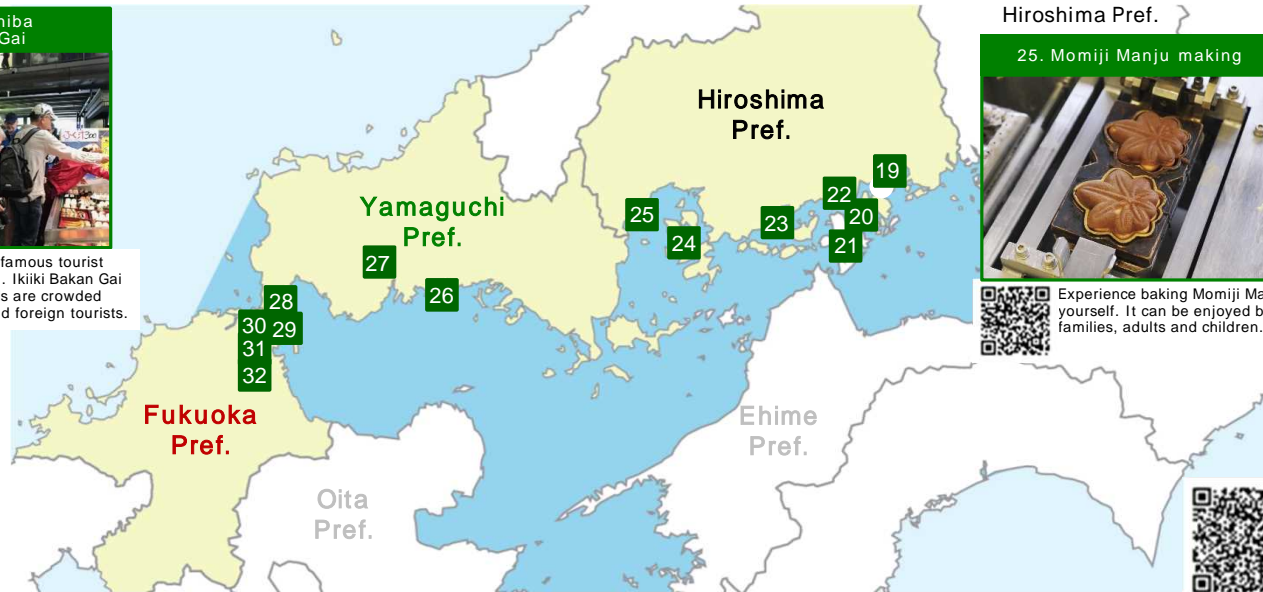 Gai
famous tourist
. Ikiiki Bakan Gai
s are crowded
d foreign tourists.
Hiroshima Pref.
25. Momiji Manju making
Experience baking Momiji Ma
yourself. It can be enjoyed b
families, adults and children.
Hiroshima
Pref.
Yamaguchi
Pref.
Fukuoka
Pref.
Oita
Pref.
Ehime
Pref.
19
22
20
21
23
25
24
27
26
28
30
29
31
32